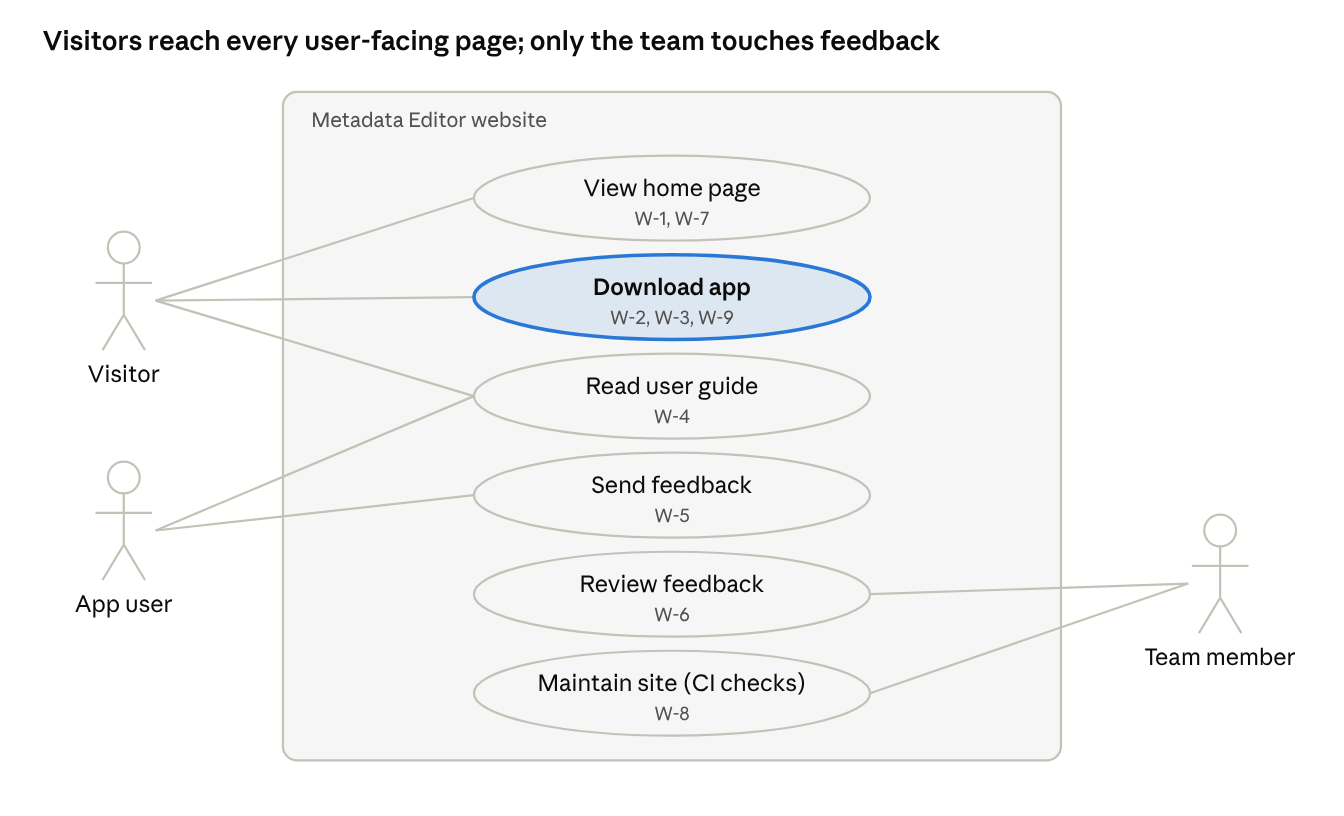 Visitors reach every user-facing page; only the team touches feedback
Metadata Editor website
View home page
W-1, W-7
Download app
W-2, W-3, W-9
Read user guide
W-4
Send feedback
W-5
Review feedback
W-6
Maintain site (CI checks)
W-8
Visitor
App user
Team member